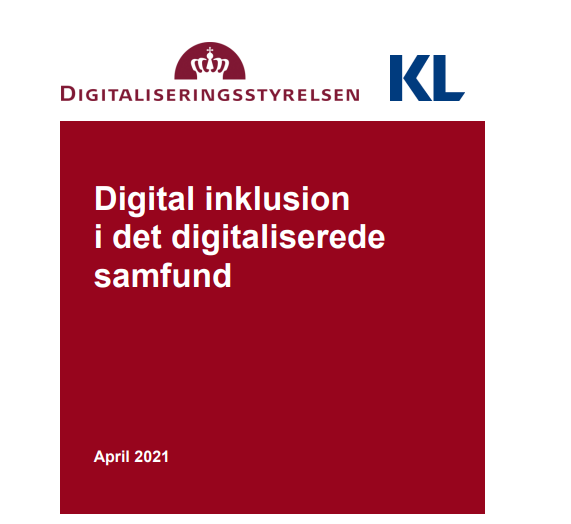 DIGITALISERINGSSTYRELSEN
KL
Digital inklusion
i det digitaliserede
samfund
April 2021